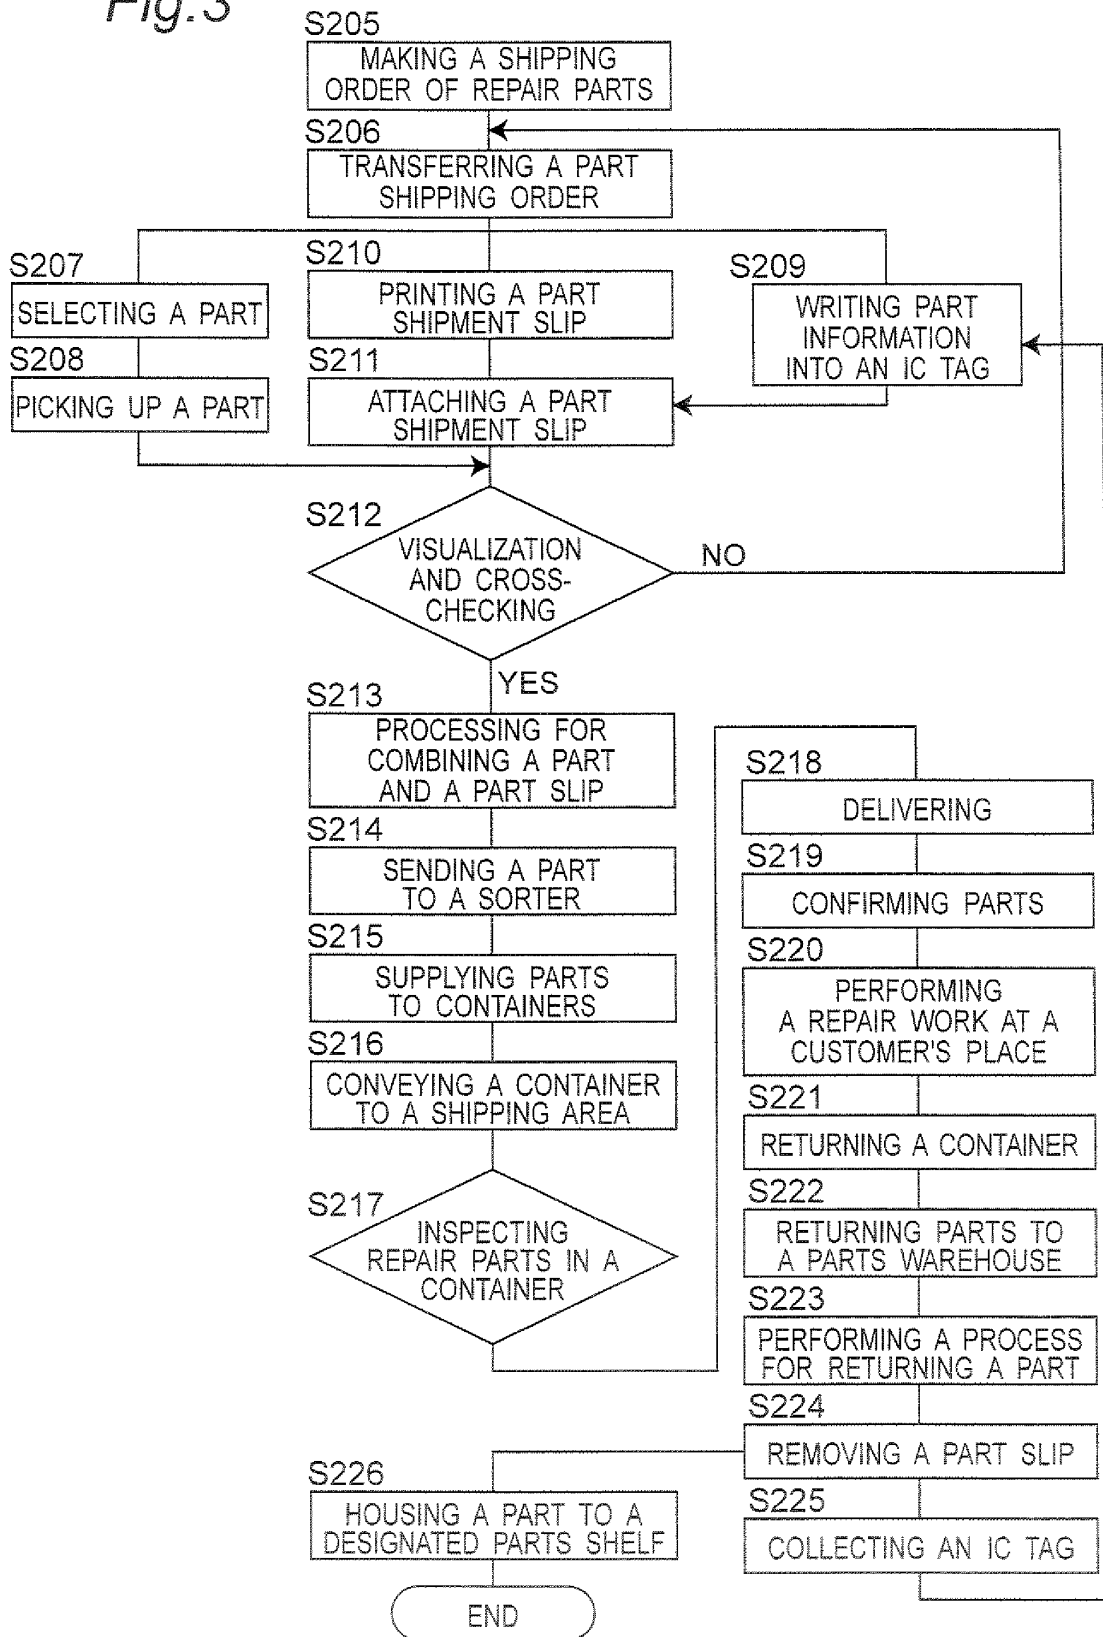 Fig.3
S205
MAKING A SHIPPING
ORDER OF REPAIR PARTS
S206
TRANSFERRING A PART
SHIPPING ORDER
S207
SELECTING A PART
S208
PICKING UP A PART
S210
PRINTING A PART
SHIPMENT SLIP
S211
ATTACHING A PART
SHIPMENT SLIP
S209
WRITING PART
INFORMATION
INTO AN IC TAG
S212
VISUALIZATION
AND CROSS-
CHECKING
NO
YES
S213
PROCESSING FOR
COMBINING A PART
AND A PART SLIP
S214
SENDING A PART
TO A SORTER
S215
SUPPLYING PARTS
TO CONTAINERS
S216
CONVEYING A CONTAINER
TO A SHIPPING AREA
S217
INSPECTING
REPAIR PARTS IN A
CONTAINER
S218
DELIVERING
S219
CONFIRMING PARTS
S220
PERFORMING
A REPAIR WORK AT A
CUSTOMER'S PLACE
S221
RETURNING A CONTAINER
S222
RETURNING PARTS TO
A PARTS WAREHOUSE
S223
PERFORMING A PROCESS
FOR RETURNING A PART
S224
REMOVING A PART SLIP
S225
COLLECTING AN IC TAG
S226
HOUSING A PART TO A
DESIGNATED PARTS SHELF
END